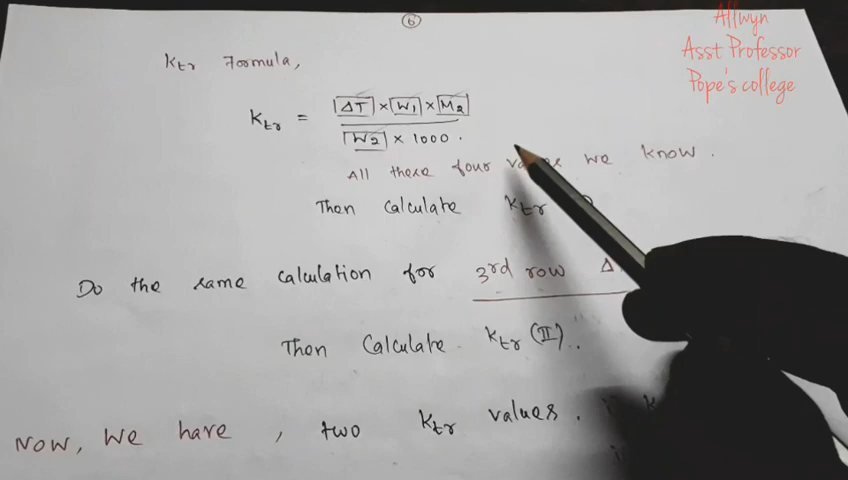 6
Allwyn
Asst Professor
Pope's college
Ktr Formula,
Ktr = ΔT × W1 × M2
W2 × 1000.
All these four values we know.
Then Calculate Ktr
Do the same calculation for 3rd row
Then Calculate Ktr (II).
Now, We have, two Ktr values.